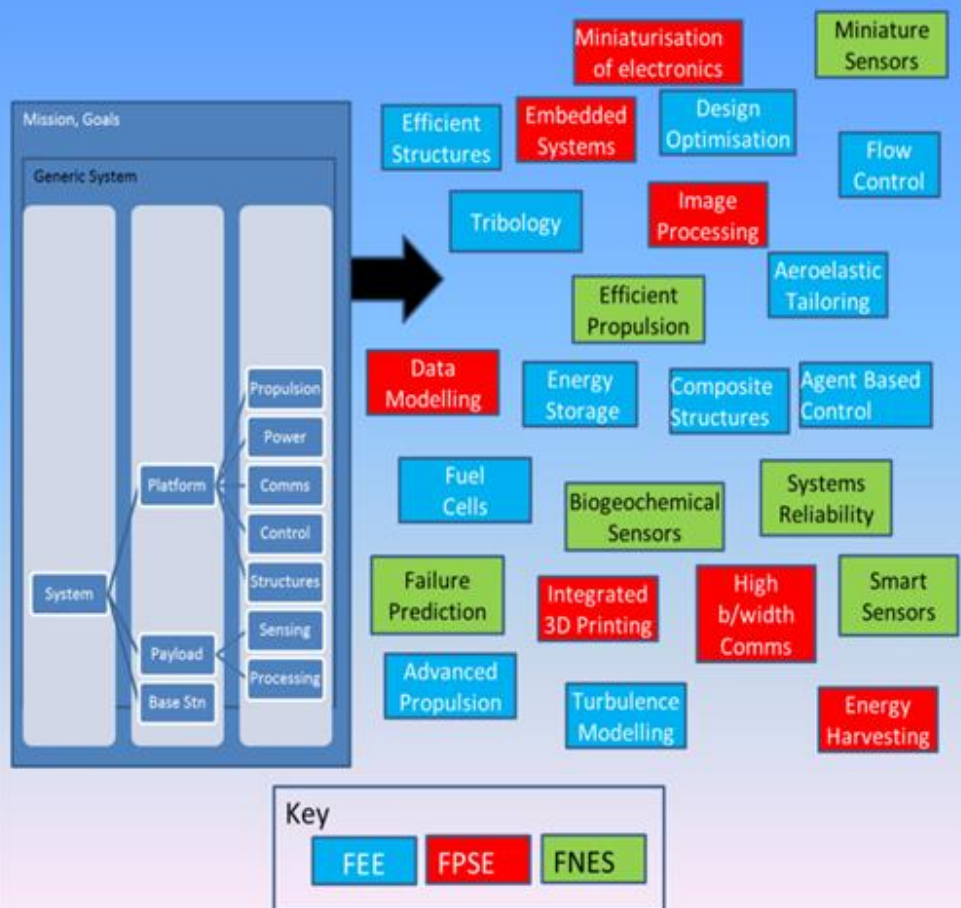 Mission, Goals
Generic System
System
Platform
Payload
Base Stn
Propulsion
Power
Comms
Control
Structures
Sensing
Processing
Miniaturisation
of electronics
Miniature
Sensors
Efficient
Structures
Embedded
Systems
Design
Optimisation
Flow
Control
Tribology
Image
Processing
Aeroelastic
Tailoring
Efficient
Propulsion
Data
Modelling
Energy
Storage
Composite
Structures
Agent Based
Control
Fuel
Cells
Biogeochemical
Sensors
Systems
Reliability
Failure
Prediction
Integrated
3D Printing
High
b/width
Comms
Smart
Sensors
Advanced
Propulsion
Turbulence
Modelling
Energy
Harvesting
Key
FEE
FPSE
FNES